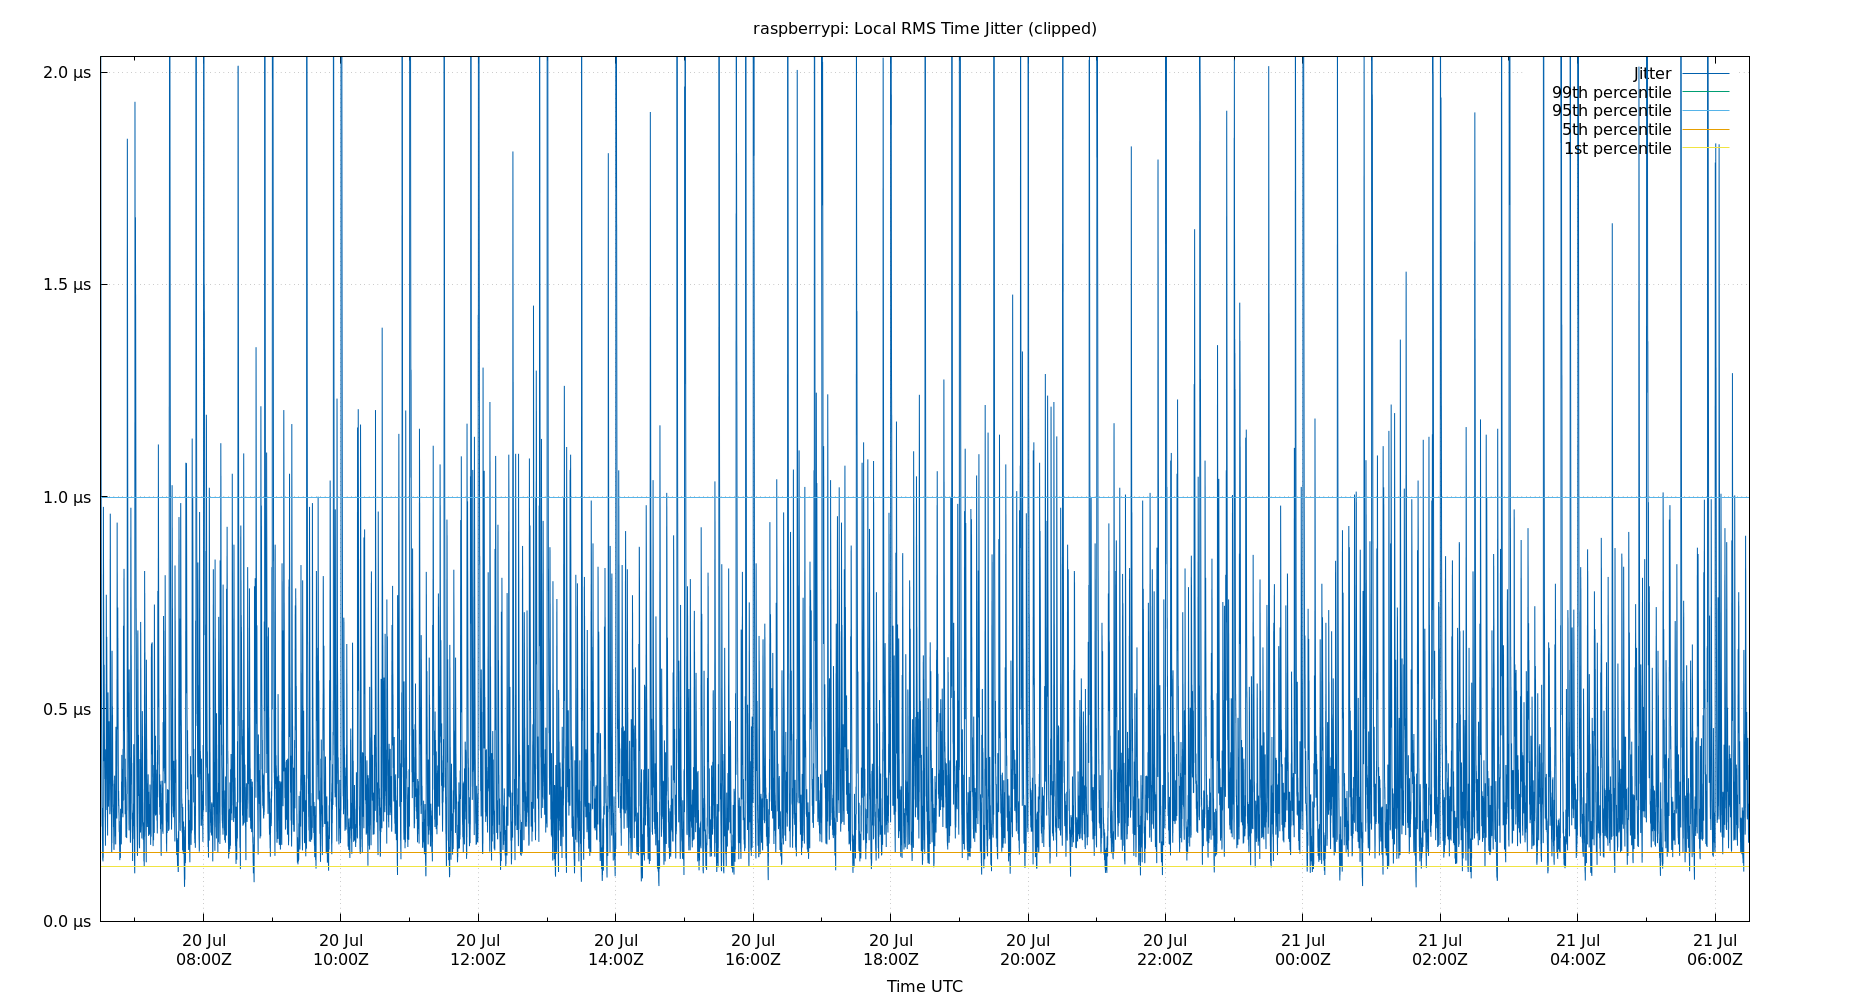 raspberrypi: Local RMS Time Jitter (clipped)
2.0 µs
1.5 µs
1.0 µs
0.5 µs
0.0 µs
Jitter
99th percentile
95th percentile
5th percentile
1st percentile
20 Jul 20 Jul 20 Jul 20 Jul 20 Jul 20 Jul 20 Jul 20 Jul 21 Jul 21 Jul 21 Jul 21 Jul
08:00Z 10:00Z 12:00Z 14:00Z 16:00Z 18:00Z 20:00Z 22:00Z 00:00Z 02:00Z 04:00Z 06:00Z
Time UTC